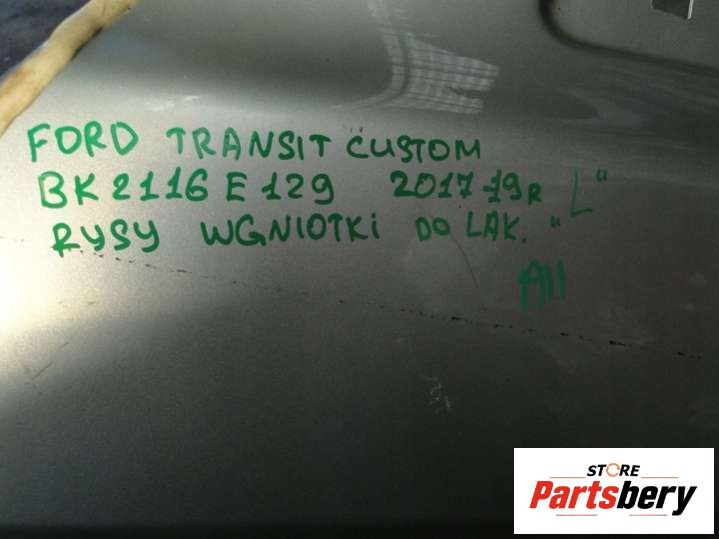 FORD TRANSIT CUSTOM
BK2116E129 2017-19R "L"
RYSY WGNIOTKI DO LAK.
A11
STORE
Partsbery